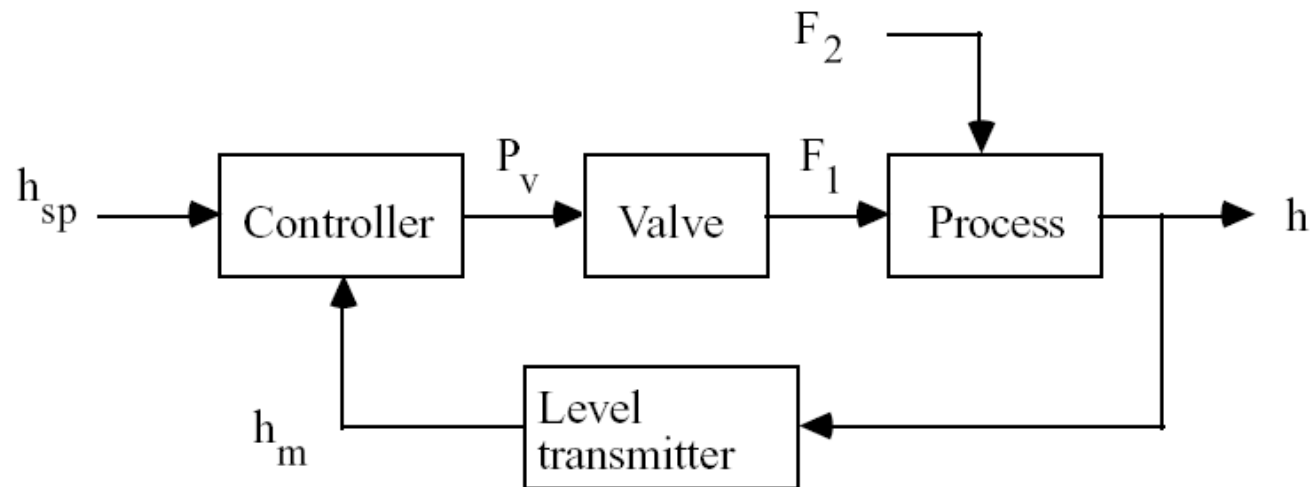 F2
Pv
F1
hsp
Controller
Valve
Process
h
hm
Level
transmitter